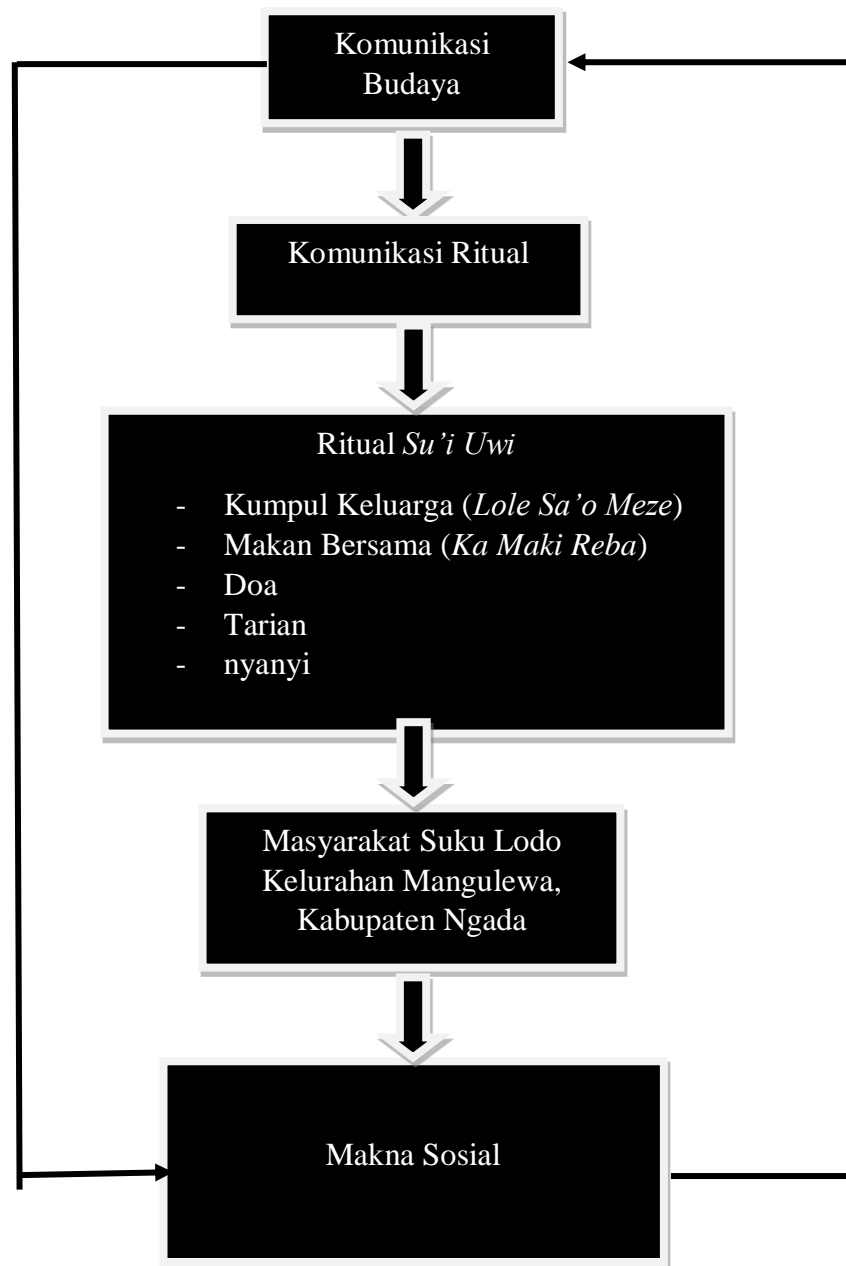 Komunikasi
Budaya
Komunikasi Ritual
Ritual Su’i Uwi
- Kumpul Keluarga (Lole Sa’o Meze)
- Makan Bersama (Ka Maki Reba)
- Doa
- Tarian
- nyanyi
Masyarakat Suku Lodo
Kelurahan Mangulewa,
Kabupaten Ngada
Makna Sosial